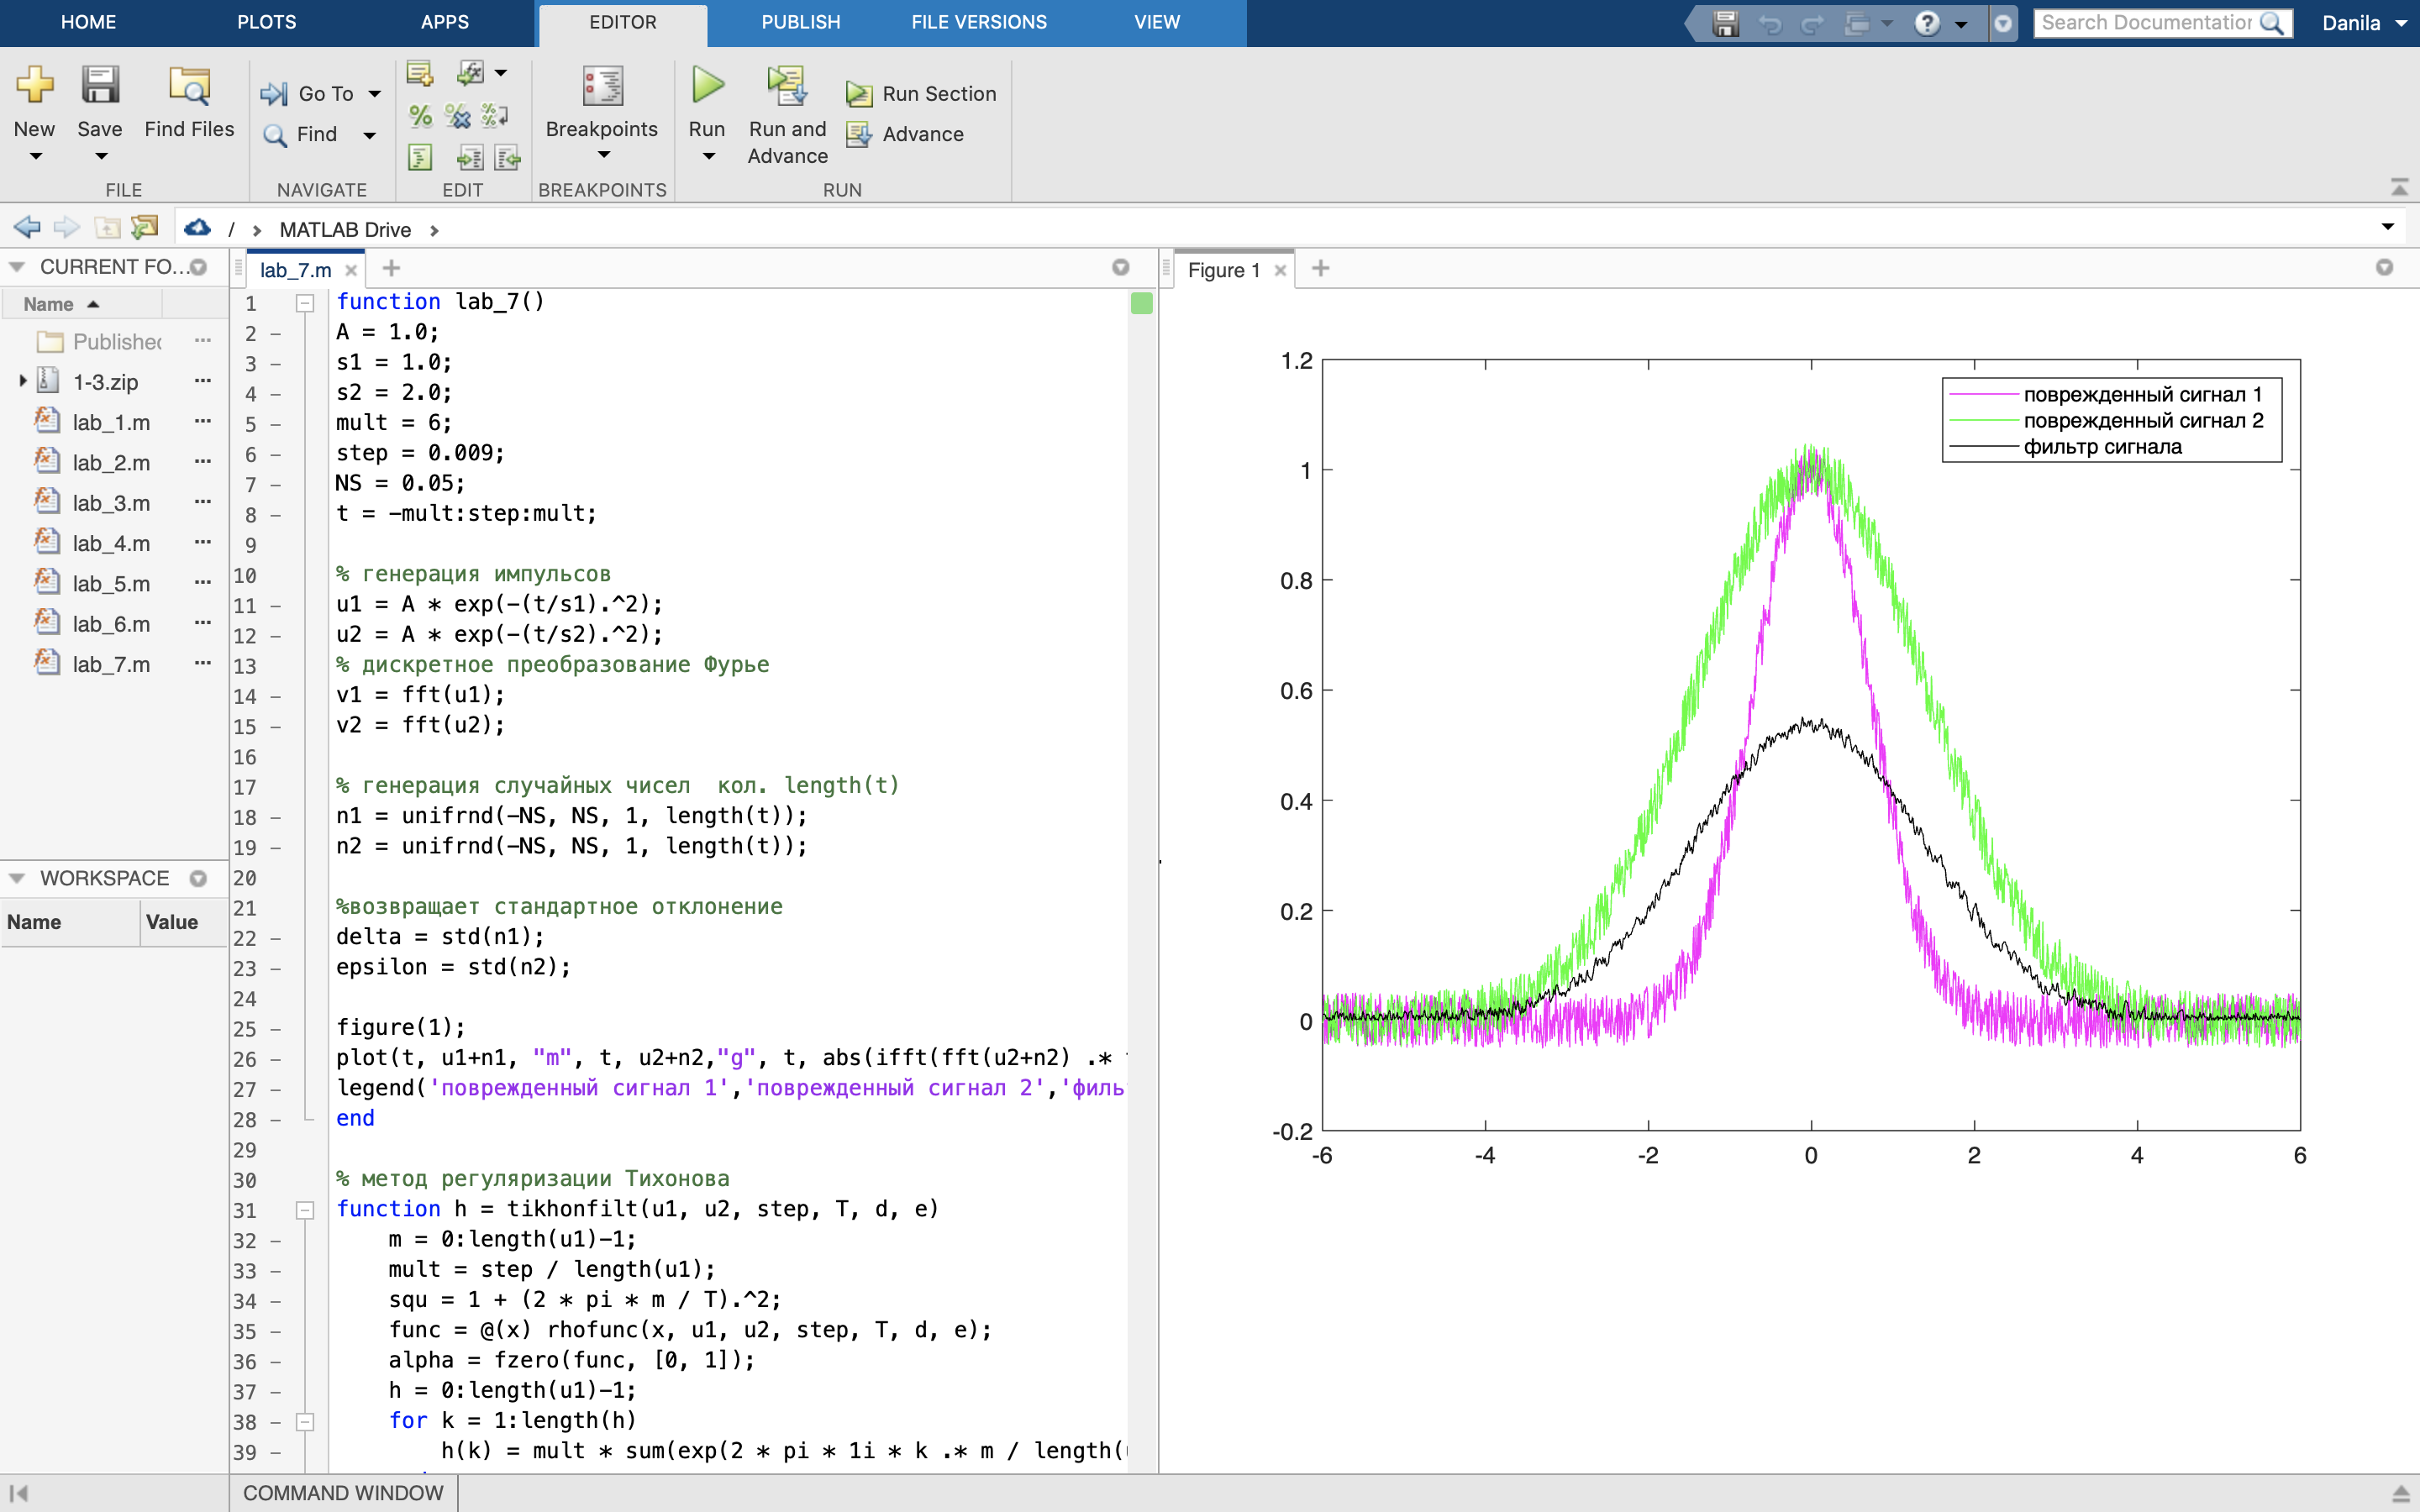 HOME PLOTS APPS EDITOR PUBLISH FILE VERSIONS VIEW Search Documentation Danila
New Save Find Files Go To Find Breakpoints Run Run and Advance Run Section Advance
FILE NAVIGATE EDIT BREAKPOINTS RUN
/ › MATLAB Drive ›
CURRENT FO...
Name
Published
1-3.zip
lab_1.m
lab_2.m
lab_3.m
lab_4.m
lab_5.m
lab_6.m
lab_7.m
WORKSPACE
Name Value
lab_7.m
1 function lab_7()
2 A = 1.0;
3 s1 = 1.0;
4 s2 = 2.0;
5 mult = 6;
6 step = 0.009;
7 NS = 0.05;
8 t = -mult:step:mult;
9
10 % генерация импульсов
11 u1 = A * exp(-(t/s1).^2);
12 u2 = A * exp(-(t/s2).^2);
13 % дискретное преобразование Фурье
14 v1 = fft(u1);
15 v2 = fft(u2);
16
17 % генерация случайных чисел  кол. length(t)
18 n1 = unifrnd(-NS, NS, 1, length(t));
19 n2 = unifrnd(-NS, NS, 1, length(t));
20
21 %возвращает стандартное отклонение
22 delta = std(n1);
23 epsilon = std(n2);
24
25 figure(1);
26 plot(t, u1+n1, "m", t, u2+n2,"g", t, abs(ifft(fft(u2+n2) .*
27 legend('поврежденный сигнал 1','поврежденный сигнал 2','филь
28 end
29
30 % метод регуляризации Тихонова
31 function h = tikhonfilt(u1, u2, step, T, d, e)
32 m = 0:length(u1)-1;
33 mult = step / length(u1);
34 squ = 1 + (2 * pi * m / T).^2;
35 func = @(x) rhofunc(x, u1, u2, step, T, d, e);
36 alpha = fzero(func, [0, 1]);
37 h = 0:length(u1)-1;
38 for k = 1:length(h)
39 h(k) = mult * sum(exp(2 * pi * 1i * k .* m / length(
Figure 1
поврежденный сигнал 1
поврежденный сигнал 2
фильтр сигнала
1.2
1
0.8
0.6
0.4
0.2
0
-0.2
-6 -4 -2 0 2 4 6
COMMAND WINDOW